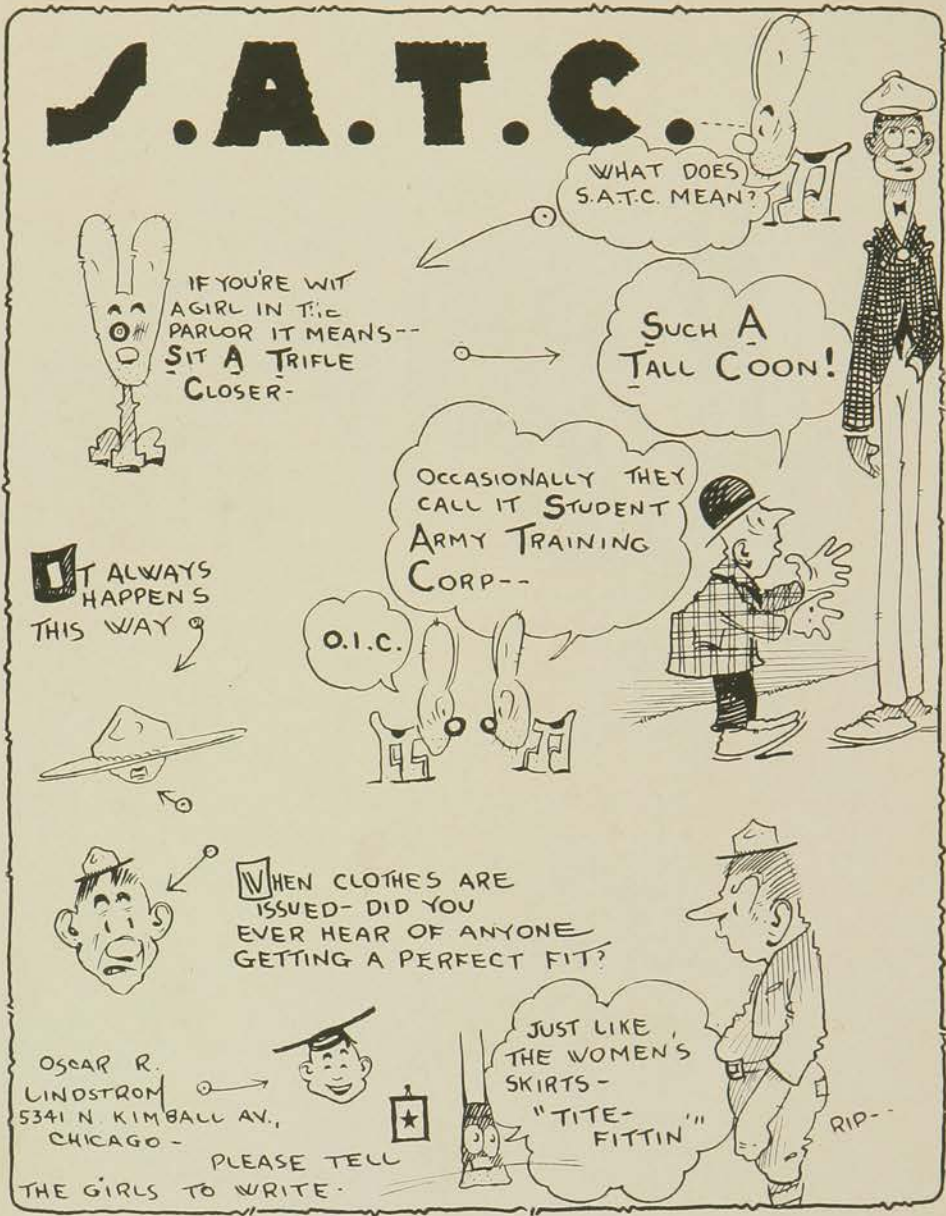 S.A.T.C.
WHAT DOES
S.A.T.C. MEAN?
IF YOU'RE WIT
A GIRL IN THE
PARLOR IT MEANS--
SIT A TRIFLE
CLOSER-
SUCH A
TALL COON!
OCCASIONALLY THEY
CALL IT STUDENT
ARMY TRAINING
CORP--
O.I.C.
IT ALWAYS
HAPPENS
THIS WAY
WHEN CLOTHES ARE
ISSUED- DID YOU
EVER HEAR OF ANYONE
GETTING A PERFECT FIT?
JUST LIKE
THE WOMEN'S
SKIRTS-
"TITE-
FITTIN'"
RIP--
OSCAR R.
LINDSTROM
5341 N. KIMBALL AV.,
CHICAGO-
PLEASE TELL
THE GIRLS TO WRITE.